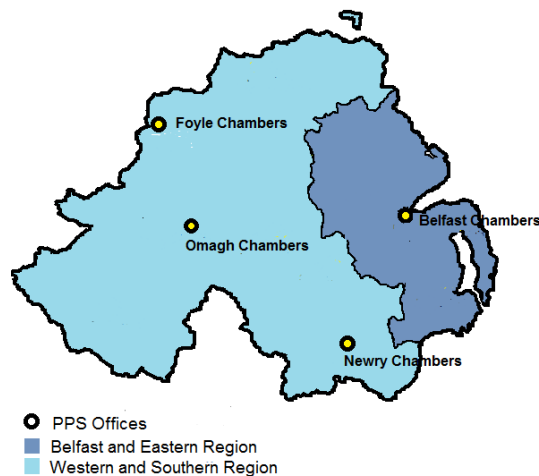 Foyle Chambers
Belfast Chambers
Omagh Chambers
Newry Chambers
PPS Offices
Belfast and Eastern Region
Western and Southern Region